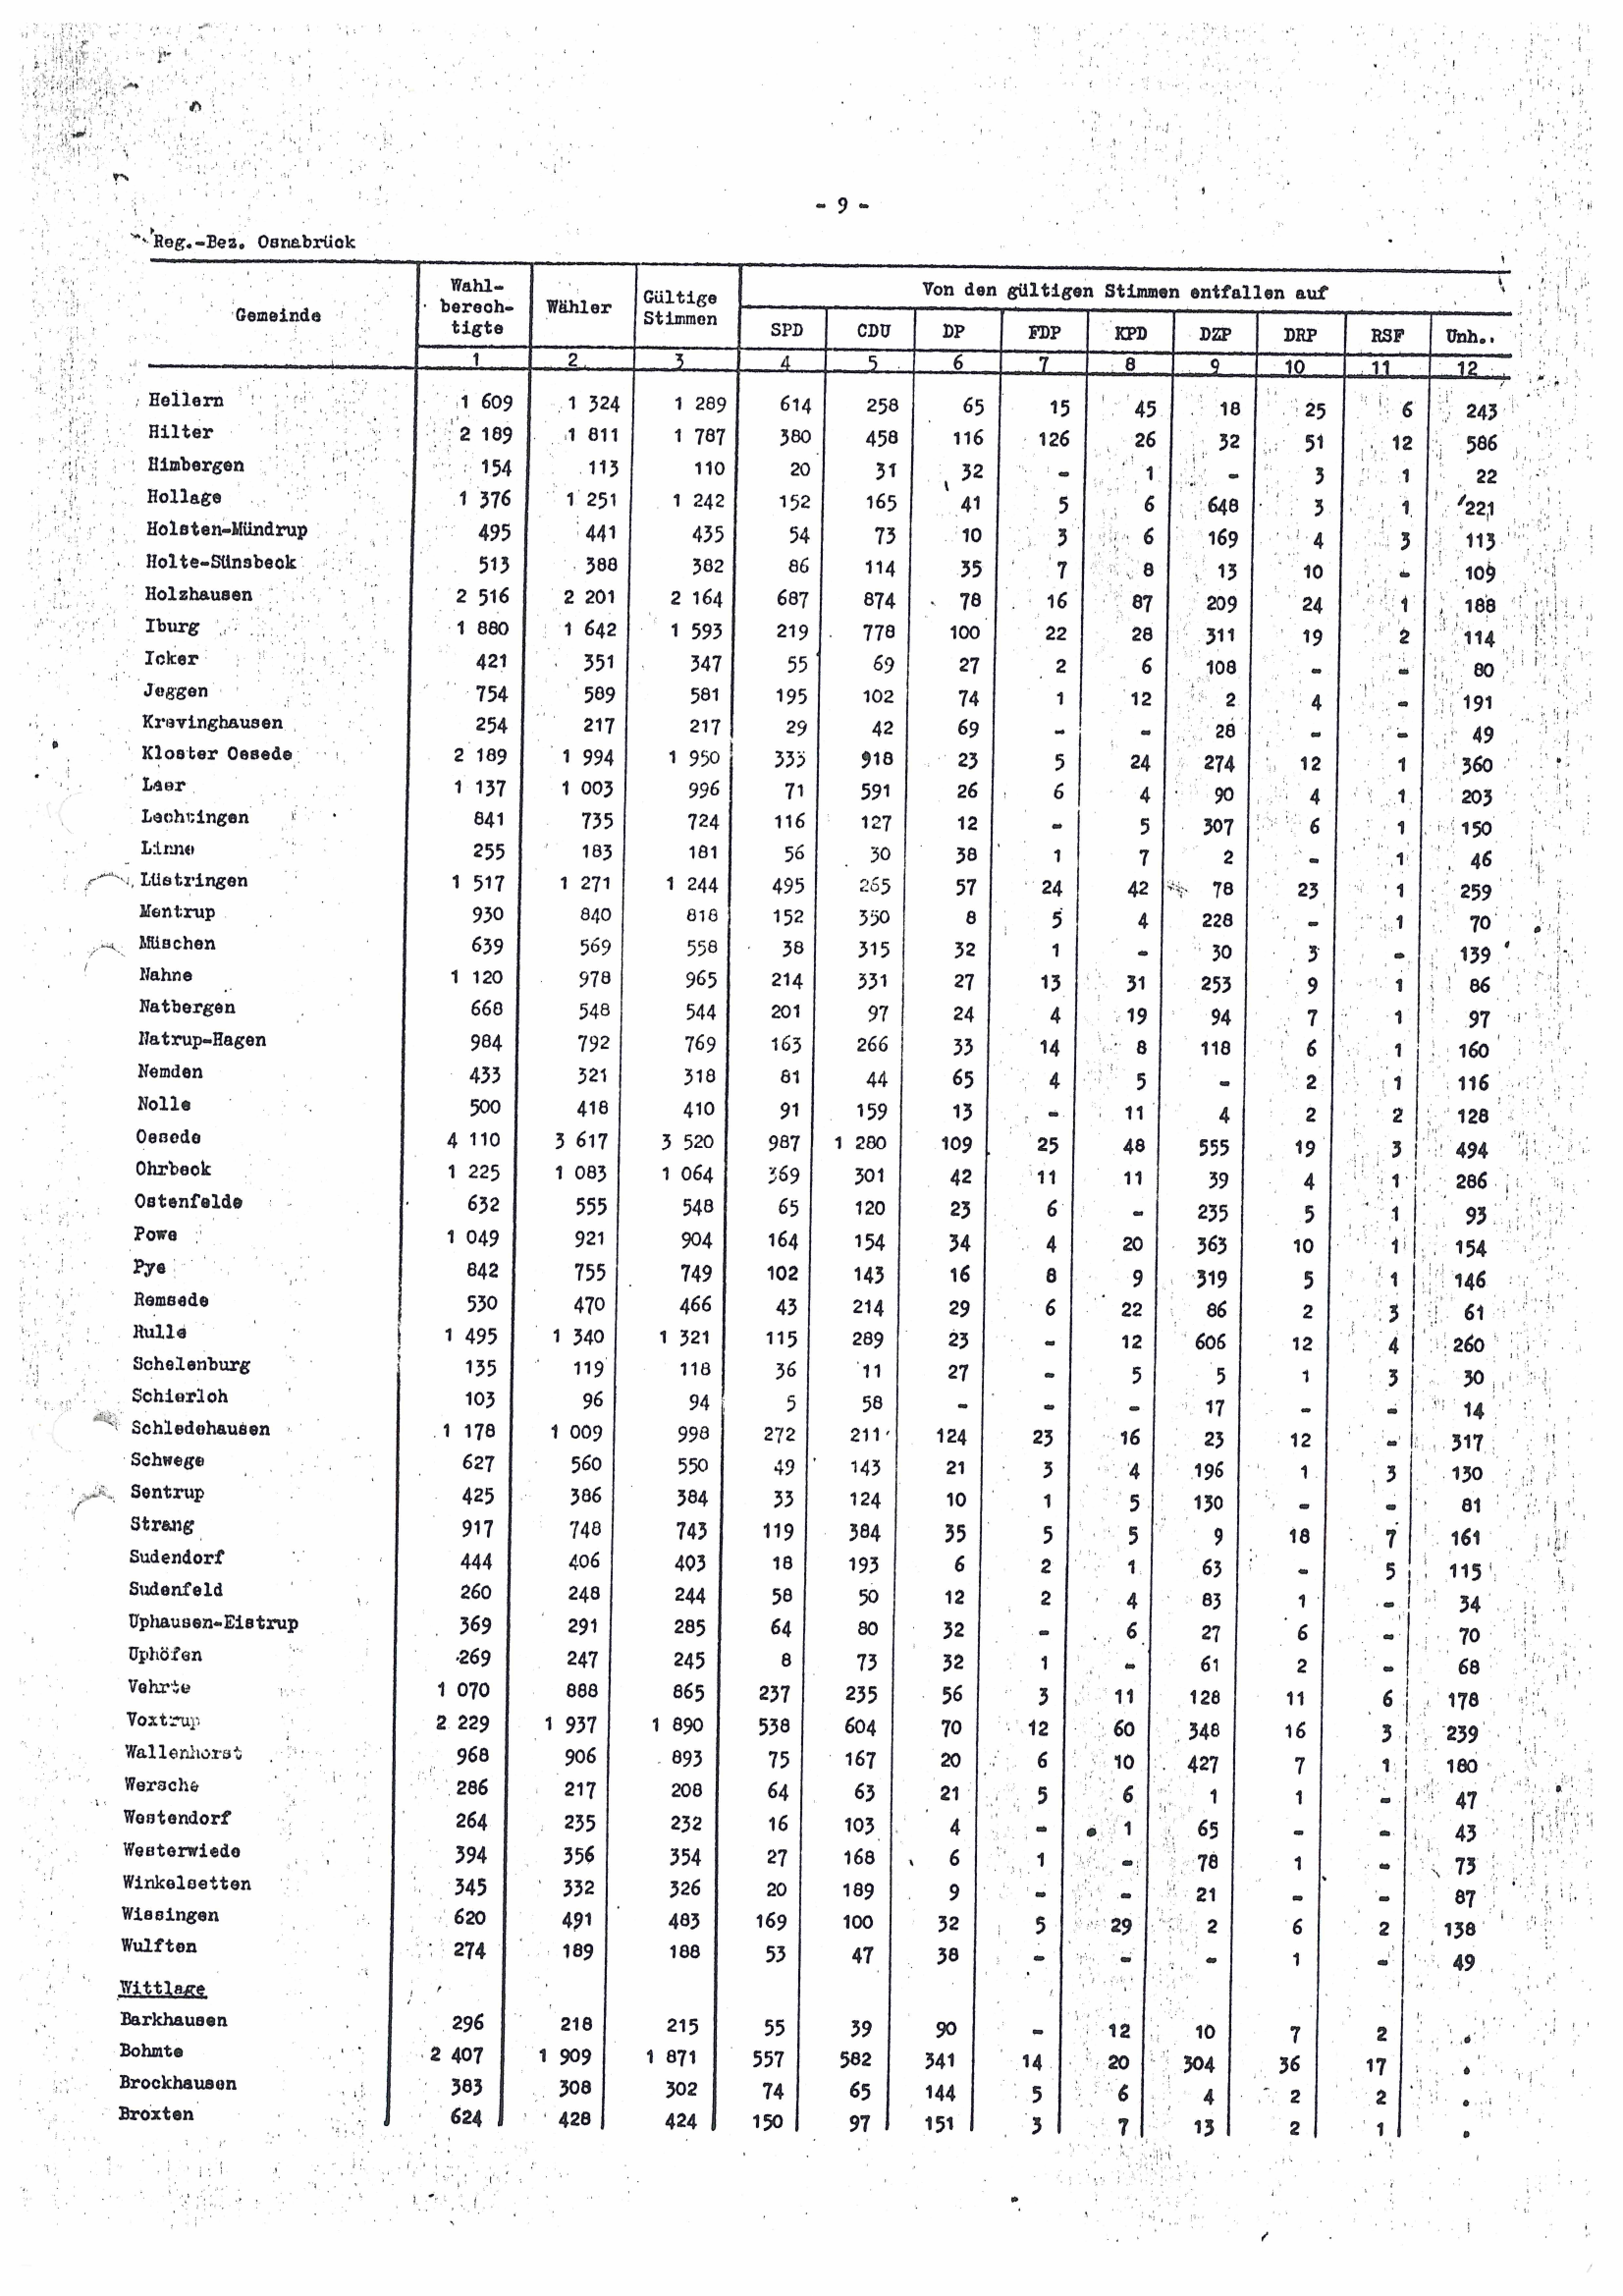 - 9 -
Reg.-Bez. Osnabrück
Gemeinde Wahl-berech-tigte Wähler Gültige Stimmen Von den gültigen Stimmen entfallen auf
SPD CDU DP FDP KPD DZP DRP RSF Unh.
1 2 3 4 5 6 7 8 9 10 11 12
Hellern 1 609 1 324 1 289 614 258 65 15 45 18 25 6 243
Hilter 2 189 1 811 1 787 380 458 116 126 26 32 51 12 586
Himbergen 154 113 110 20 31 32 - 1 - 3 1 22
Hollage 1 376 1 251 1 242 152 165 41 5 6 648 3 1 221
Holsten-Mündrup 495 441 435 54 73 10 3 6 169 4 3 113
Holte-Sünsbeck 513 388 382 86 114 35 7 8 13 10 - 109
Holzhausen 2 516 2 201 2 164 687 874 78 16 87 209 24 1 188
Iburg 1 880 1 642 1 593 219 778 100 22 28 311 19 2 114
Icker 421 351 347 55 69 27 2 6 108 - - 80
Jeggen 754 589 581 195 102 74 1 12 2 4 - 191
Krevinghausen 254 217 217 29 42 69 - - 28 - - 49
Kloster Oesede 2 189 1 994 1 950 333 918 23 5 24 274 12 1 360
Laer 1 137 1 003 996 71 591 26 6 4 90 4 1 203
Lechtingen 841 735 724 116 127 12 - 5 307 6 1 150
Linne 255 183 181 56 30 38 1 7 2 - 1 46
Lüstringen 1 517 1 271 1 244 495 265 57 24 42 78 23 1 259
Mentrup 930 840 818 152 350 8 5 4 228 - 1 70
Müschen 639 569 558 38 315 32 1 - 30 3 - 139
Nahne 1 120 978 965 214 331 27 13 31 253 9 1 86
Natbergen 668 548 544 201 97 24 4 19 94 7 1 97
Natrup-Hagen 984 792 769 163 266 33 14 8 118 6 1 160
Nemden 433 321 318 81 44 65 4 5 - 2 1 116
Nolle 500 418 410 91 159 13 - 11 4 2 2 128
Oesede 4 110 3 617 3 520 987 1 280 109 25 48 555 19 3 494
Ohrbeck 1 225 1 083 1 064 369 301 42 11 11 39 4 1 286
Ostenfelde 632 555 548 65 120 23 6 - 235 5 1 93
Powe 1 049 921 904 164 154 34 4 20 363 10 1 154
Pye 842 755 749 102 143 16 8 9 319 5 1 146
Remsede 530 470 466 43 214 29 6 22 86 2 3 61
Rulle 1 495 1 340 1 321 115 289 23 - 12 606 12 4 260
Schelenburg 135 119 118 36 11 27 - 5 5 1 3 30
Schierloh 103 96 94 5 58 - - - 17 - - 14
Schledehausen 1 178 1 009 998 272 211 124 23 16 23 12 - 317
Schwege 627 560 550 49 143 21 3 4 196 1 3 130
Sentrup 425 386 384 33 124 10 1 5 130 - - 81
Strang 917 748 743 119 384 35 5 5 9 18 7 161
Sudendorf 444 406 403 18 193 6 2 1 63 - 5 115
Sudenfeld 260 248 244 58 50 12 2 4 83 1 - 34
Uphausen-Eistrup 369 291 285 64 80 32 - 6 27 6 - 70
Uphöfen 269 247 245 8 73 32 1 - 61 2 - 68
Vehrte 1 070 888 865 237 235 56 3 11 128 11 6 178
Voxtrup 2 229 1 937 1 890 538 604 70 12 60 348 16 3 239
Wallenhorst 968 906 893 75 167 20 6 10 427 7 1 180
Wersche 286 217 208 64 63 21 5 6 1 1 - 47
Westendorf 264 235 232 16 103 4 - 1 65 - - 43
Westerwiede 394 356 354 27 168 6 1 - 78 1 - 73
Winkelsetten 345 332 326 20 189 9 - - 21 - - 87
Wissingen 620 491 483 169 100 32 5 29 2 6 2 138
Wulften 274 189 188 53 47 38 - - - 1 - 49
Wittlage
Barkhausen 296 218 215 55 39 90 - 12 10 7 2 .
Bohmte 2 407 1 909 1 871 557 582 341 14 20 304 36 17 .
Brockhausen 383 308 302 74 65 144 5 6 4 2 2 .
Broxten 624 428 424 150 97 151 3 7 13 2 1 .